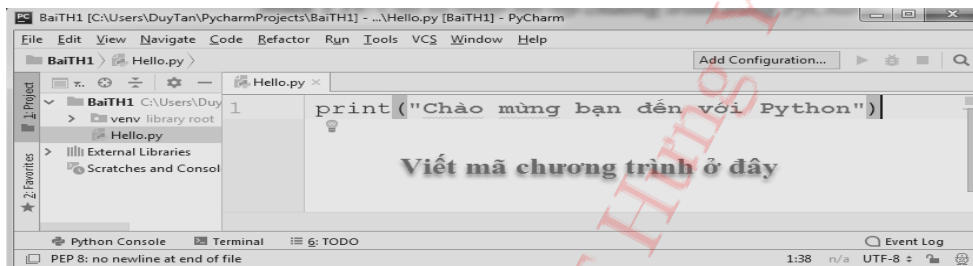 BaiTH1 [C:\Users\DuyTan\PycharmProjects\BaiTH1] - ...\Hello.py [BaiTH1] - PyCharm
File Edit View Navigate Code Refactor Run Tools VCS Window Help
BaiTH1 Hello.py Add Configuration...
1: Project
Hello.py
BaiTH1 C:\Users\Duy
venv library root
Hello.py
External Libraries
Scratches and Consol
1 print("Chào mừng bạn đến với Python")
Viết mã chương trình ở đây
2: Favorites
Python Console Terminal 6: TODO Event Log
PEP 8: no newline at end of file 1:38 n/a UTF-8
Hưng Y